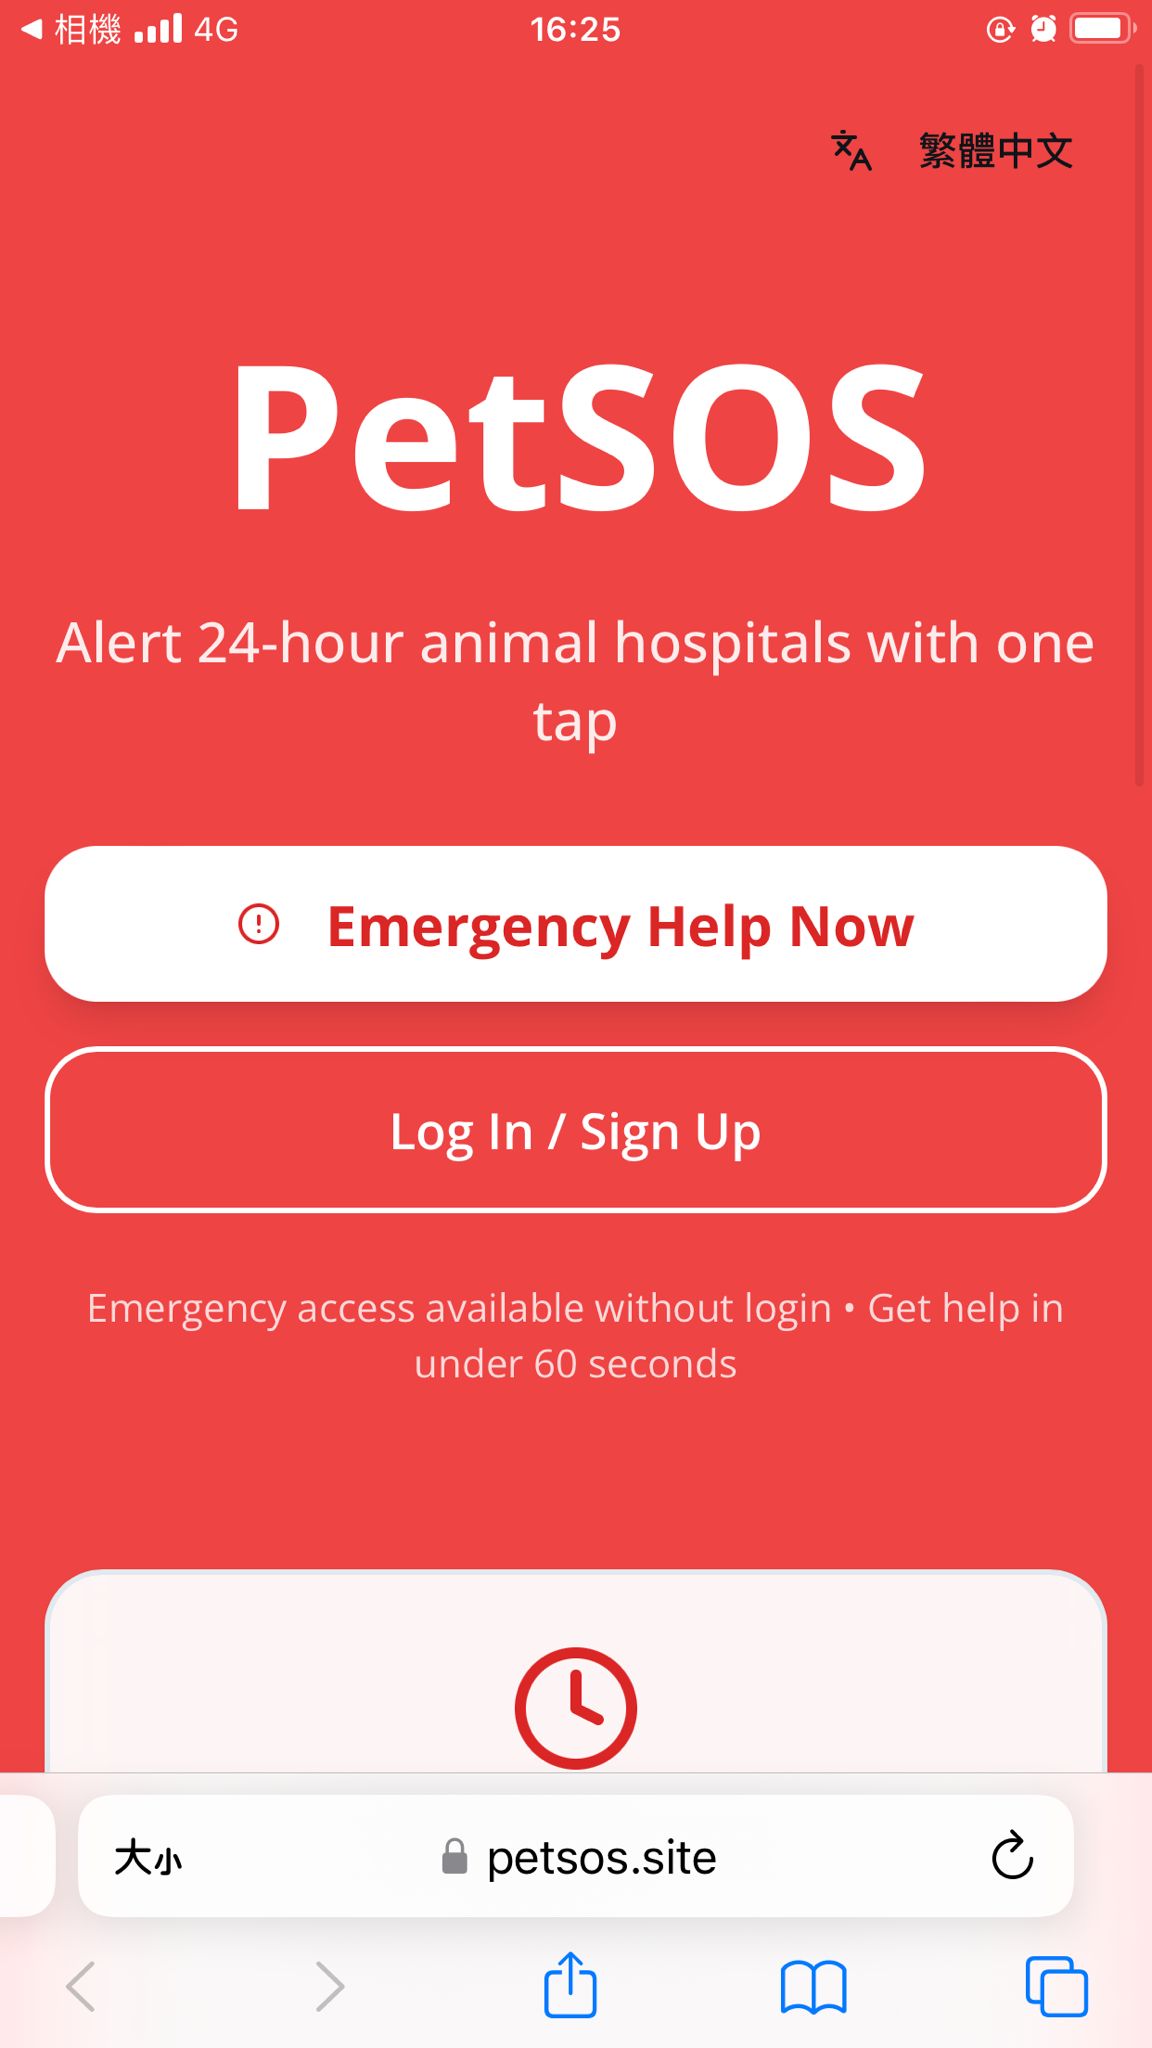 相機 4G 16:25
繁體中文
PetSOS
Alert 24-hour animal hospitals with one
tap
Emergency Help Now
Log In / Sign Up
Emergency access available without login • Get help in
under 60 seconds
大小 petsos.site